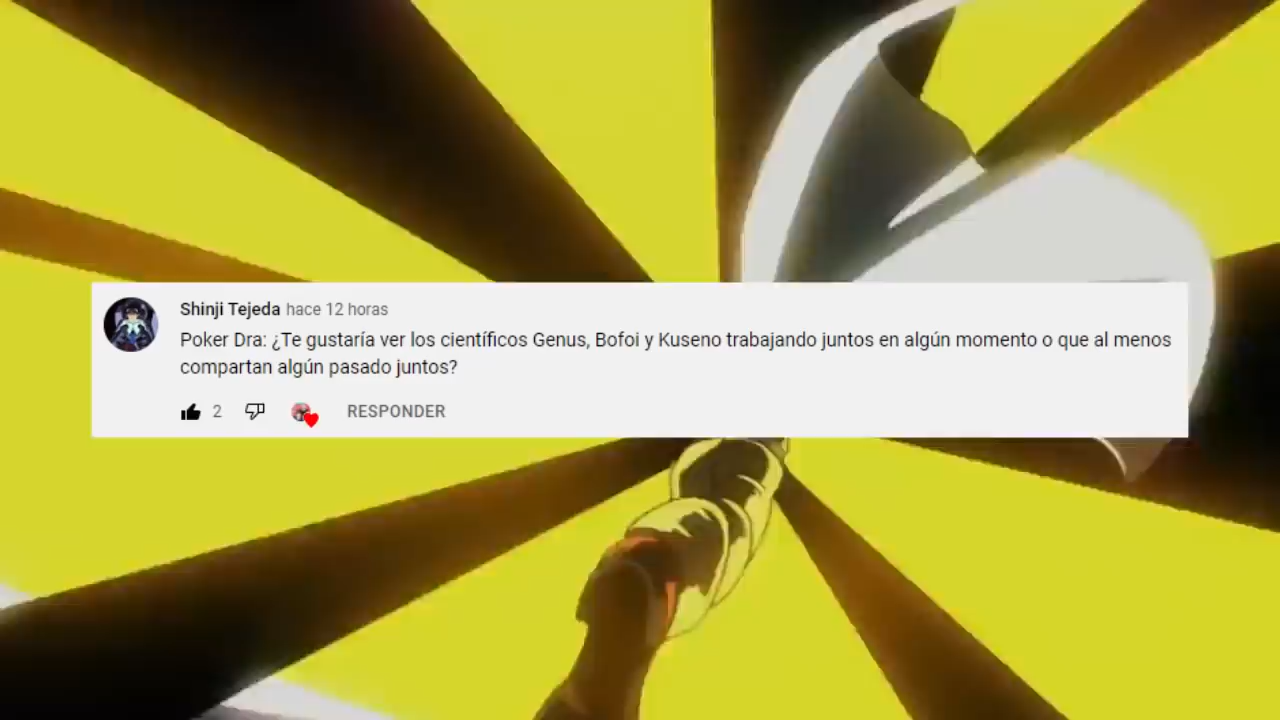 Shinji Tejeda hace 12 horas
Poker Dra: ¿Te gustaría ver los científicos Genus, Bofoi y Kuseno trabajando juntos en algún momento o que al menos
compartan algún pasado juntos?
2 RESPONDER